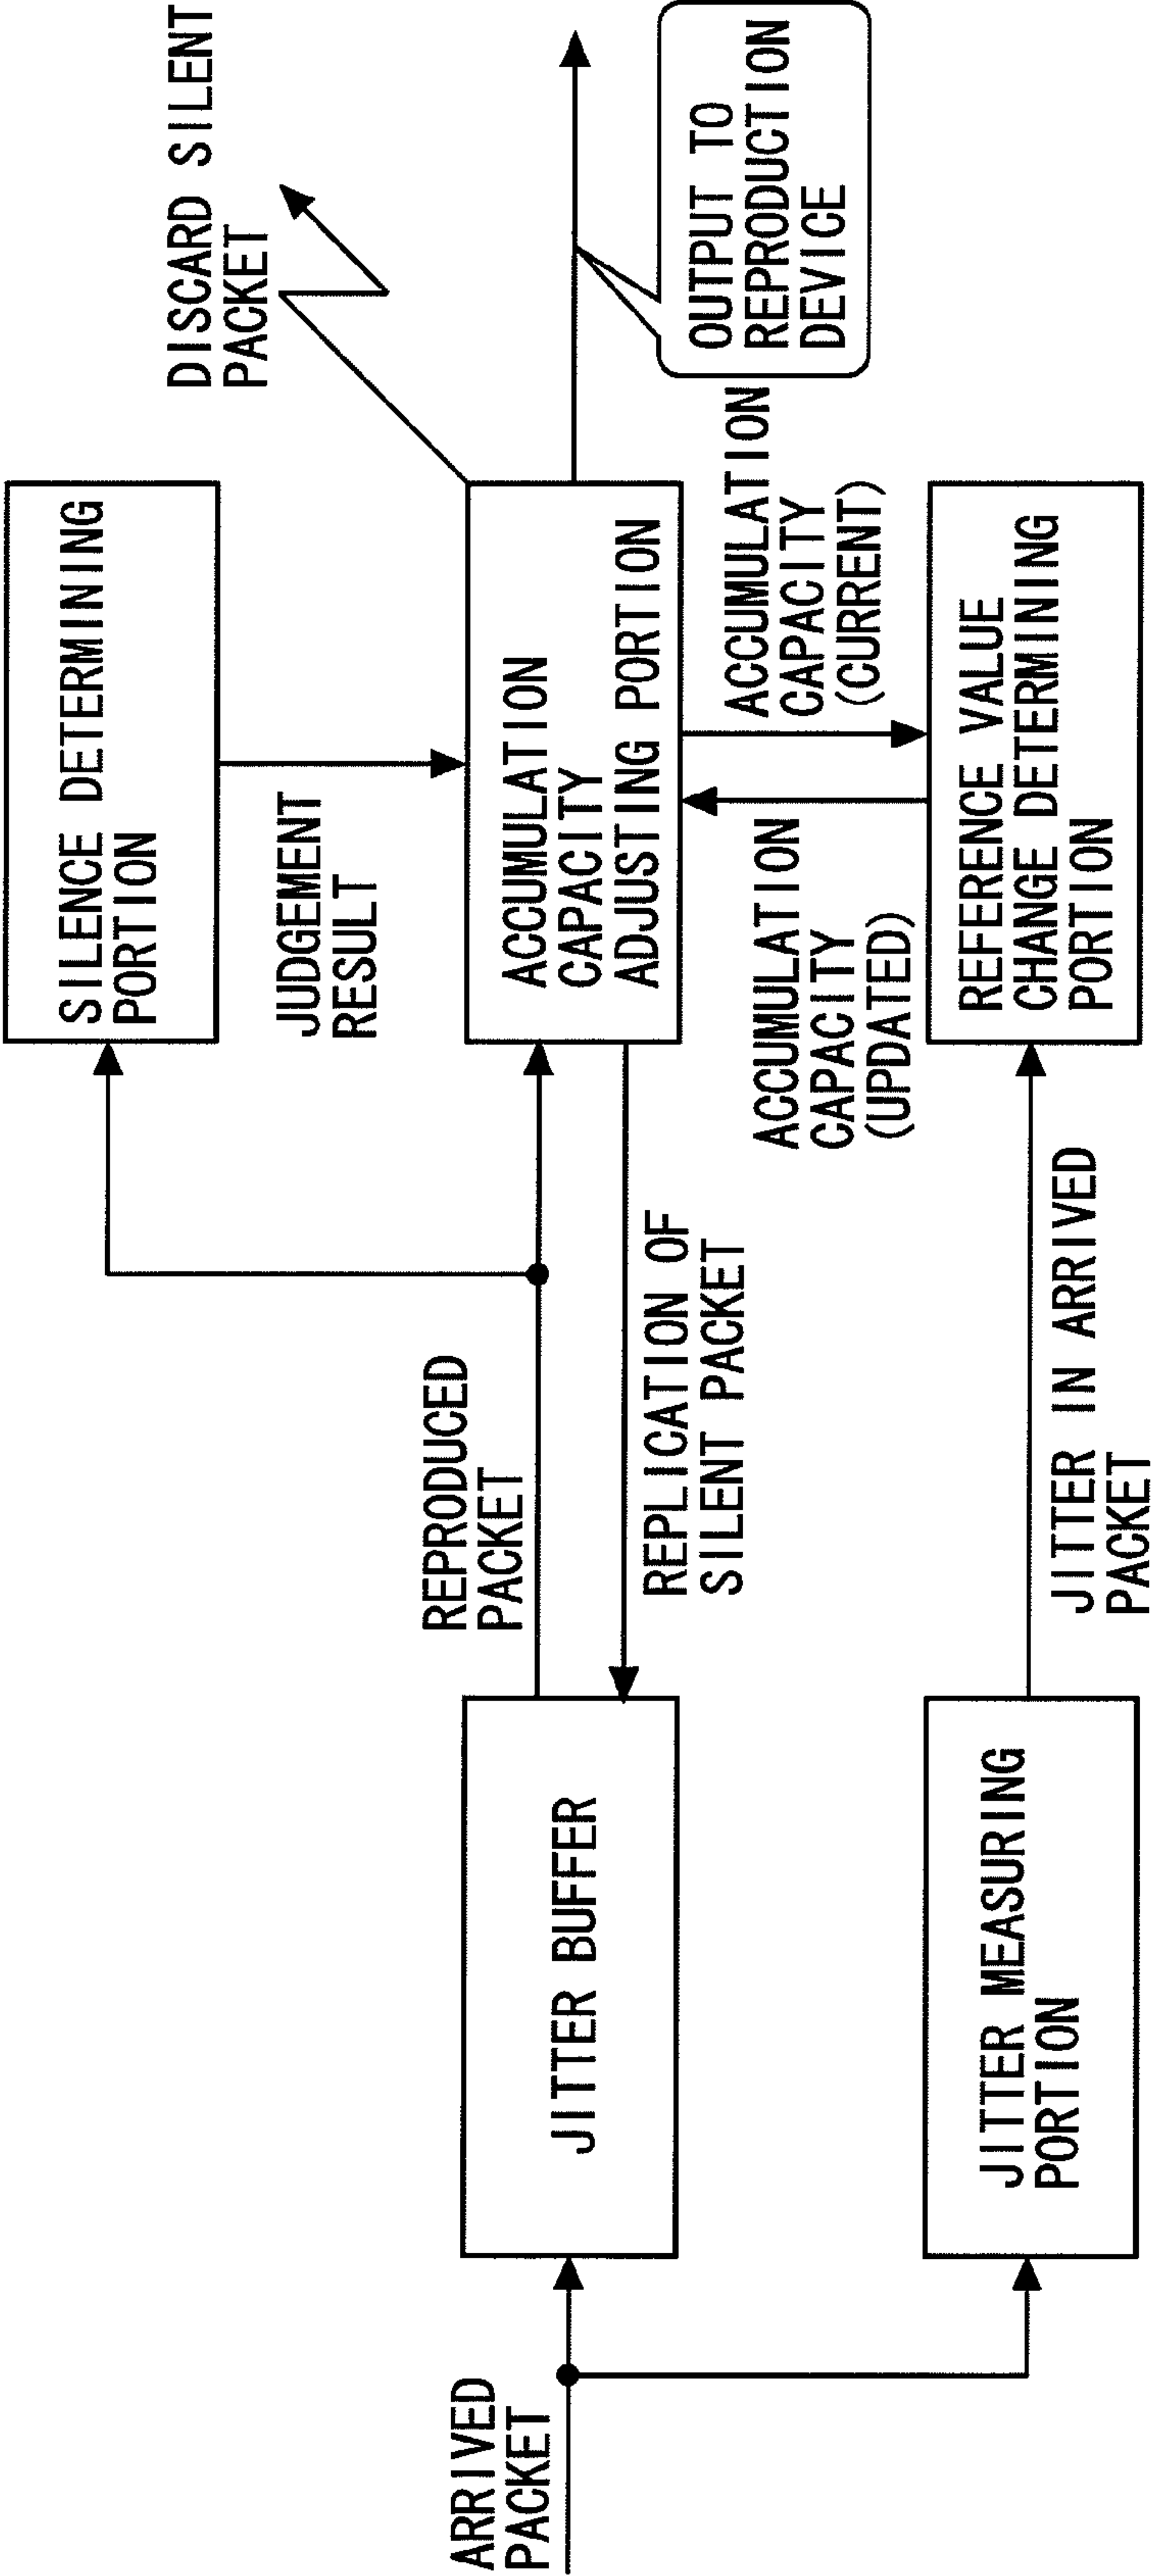 ARRIVED
PACKET
JITTER BUFFER
JITTER MEASURING
PORTION
REPRODUCED
PACKET
REPLICATION OF
SILENT PACKET
JITTER IN ARRIVED
PACKET
SILENCE DETERMINING
PORTION
JUDGEMENT
RESULT
ACCUMULATION
CAPACITY
ADJUSTING PORTION
ACCUMULATION
CAPACITY
(UPDATED)
ACCUMULATION
CAPACITY
(CURRENT)
REFERENCE VALUE
CHANGE DETERMINING
PORTION
DISCARD SILENT
PACKET
OUTPUT TO
REPRODUCTION
DEVICE